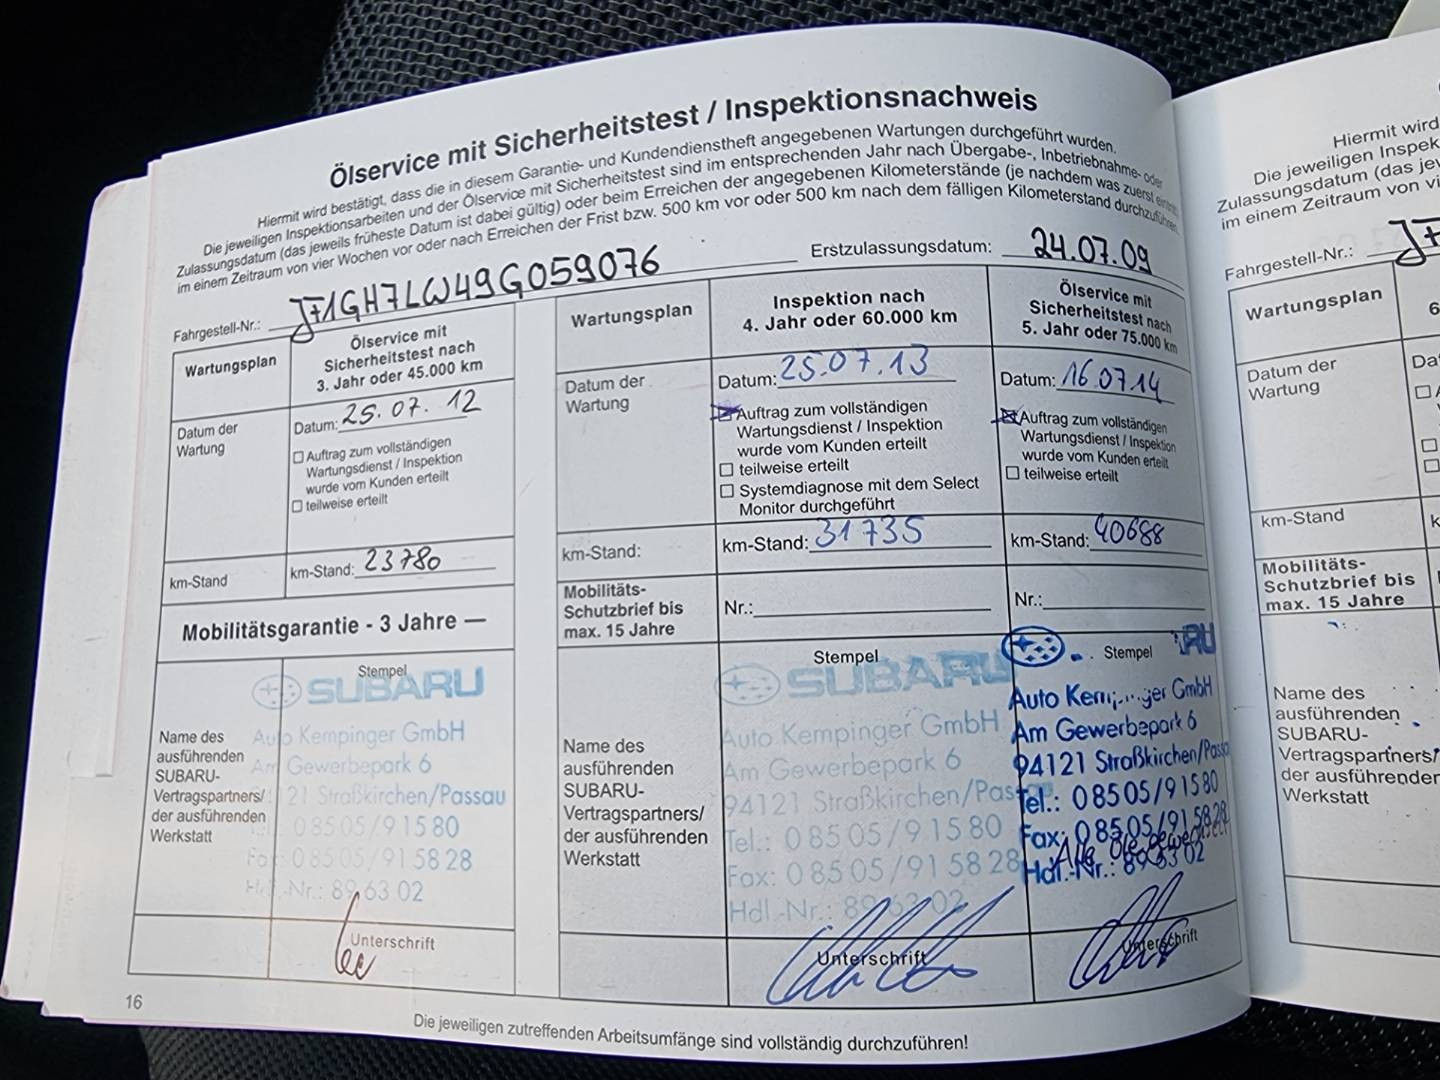 Ölservice mit Sicherheitstest / Inspektionsnachweis
Hiermit wird bestätigt, dass die in diesem Garantie- und Kundendienstheft angegebenen Wartungen durchgeführt wurden.
Die jeweiligen Inspektionsarbeiten und der Ölservice mit Sicherheitstest sind im entsprechenden Jahr nach Übergabe-, Inbetriebnahme- oder
Zulassungsdatum (das jeweils früheste Datum ist dabei gültig) oder beim Erreichen der angegebenen Kilometerstände (je nachdem was zuerst eintritt
im einem Zeitraum von vier Wochen vor oder nach Erreichen der Frist bzw. 500 km vor oder 500 km nach dem fälligen Kilometerstand durchzuführen
Fahrgestell-Nr.: JF1GH7LW49G059076
Erstzulassungsdatum: 24.07.09
Wartungsplan
Ölservice mit
Sicherheitstest nach
3. Jahr oder 45.000 km
Datum der
Wartung
Datum: 25.07.12
☐ Auftrag zum vollständigen
Wartungsdienst / Inspektion
wurde vom Kunden erteilt
☐ teilweise erteilt
km-Stand
km-Stand: 23780
Mobilitätsgarantie - 3 Jahre —
Name des
ausführenden
SUBARU-
Vertragspartners/
der ausführenden
Werkstatt
Stempel
SUBARU
Auto Kempinger GmbH
Am Gewerbepark 6
121 Straßkirchen/Passau
08505/91580
Fax: 08505/915828
Hdl.-Nr.: 896302
Unterschrift
Wartungsplan
Inspektion nach
4. Jahr oder 60.000 km
Ölservice mit
Sicherheitstest nach
5. Jahr oder 75.000 km
Datum der
Wartung
Datum: 25.07.13
☒ Auftrag zum vollständigen
Wartungsdienst / Inspektion
wurde vom Kunden erteilt
☐ teilweise erteilt
☐ Systemdiagnose mit dem Select
Monitor durchgeführt
Datum: 16.07.14
☒ Auftrag zum vollständigen
Wartungsdienst / Inspektion
wurde vom Kunden erteilt
☐ teilweise erteilt
km-Stand:
km-Stand: 31735
km-Stand: 40688
Mobilitäts-
Schutzbrief bis
max. 15 Jahre
Nr.:
Nr.:
Name des
ausführenden
SUBARU-
Vertragspartners/
der ausführenden
Werkstatt
Stempel
SUBARU
Auto Kempinger GmbH
Am Gewerbepark 6
94121 Straßkirchen/Passau
Tel.: 08505/91580
Fax: 08505/915828
Hdl.-Nr.: 896302
Unterschrift
Stempel
Auto Kempinger GmbH
Am Gewerbepark 6
94121 Straßkirchen/Passau
Tel.: 08505/91580
Fax: 08505/915828
Hdl.-Nr.: 896302
Alle Öle gewechselt
Unterschrift
16
Die jeweiligen zutreffenden Arbeitsumfänge sind vollständig durchzuführen!
Hiermit wird
Die jeweiligen Inspek
Zulassungsdatum (das je
im einem Zeitraum von vi
Fahrgestell-Nr.: JF
Wartungsplan
6
Datum der
Wartung
Da
km-Stand
k
Mobilitäts-
Schutzbrief bis
max. 15 Jahre
Name des
ausführenden
SUBARU-
Vertragspartners/
der ausführenden
Werkstatt